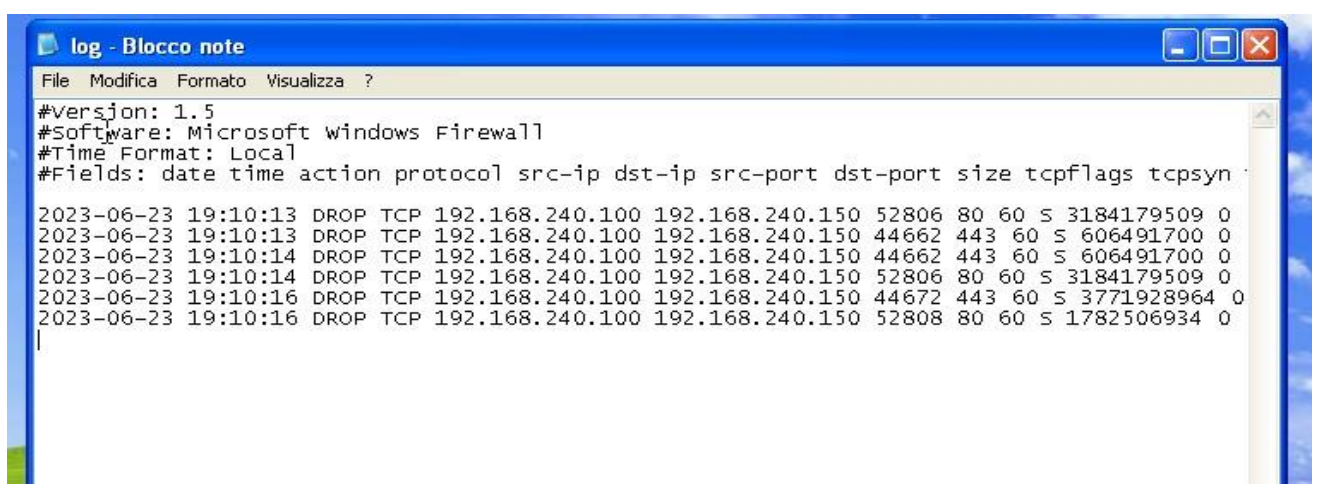 log - Blocco note
File Modifica Formato Visualizza ?
#Version: 1.5
#Software: Microsoft Windows Firewall
#Time Format: Local
#Fields: date time action protocol src-ip dst-ip src-port dst-port size tcpflags tcpsyn
2023-06-23 19:10:13 DROP TCP 192.168.240.100 192.168.240.150 52806 80 60 S 3184179509 0
2023-06-23 19:10:13 DROP TCP 192.168.240.100 192.168.240.150 44662 443 60 S 606491700 0
2023-06-23 19:10:14 DROP TCP 192.168.240.100 192.168.240.150 44662 443 60 S 606491700 0
2023-06-23 19:10:14 DROP TCP 192.168.240.100 192.168.240.150 52806 80 60 S 3184179509 0
2023-06-23 19:10:16 DROP TCP 192.168.240.100 192.168.240.150 44672 443 60 S 3771928964 0
2023-06-23 19:10:16 DROP TCP 192.168.240.100 192.168.240.150 52808 80 60 S 1782506934 0